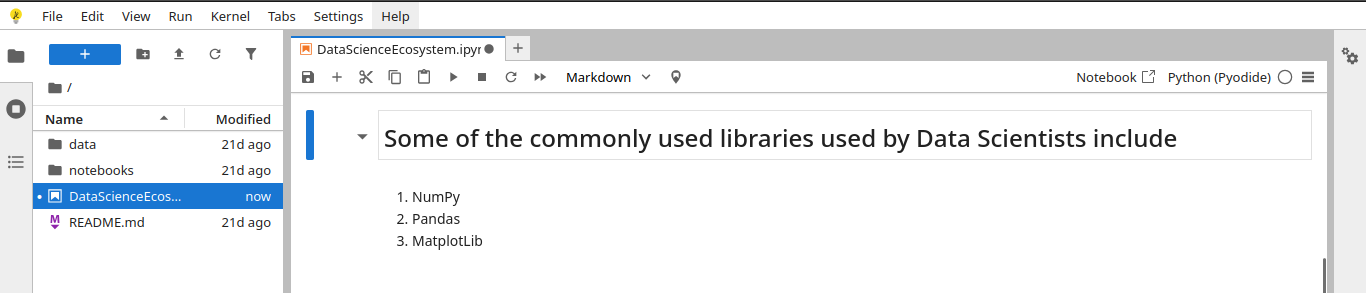 File Edit View Run Kernel Tabs Settings Help
DataScienceEcosystem.ipyn
Markdown
Notebook
Python (Pyodide)
/
Name Modified
data 21d ago
notebooks 21d ago
DataScienceEcos... now
README.md 21d ago
Some of the commonly used libraries used by Data Scientists include
1. NumPy
2. Pandas
3. MatplotLib